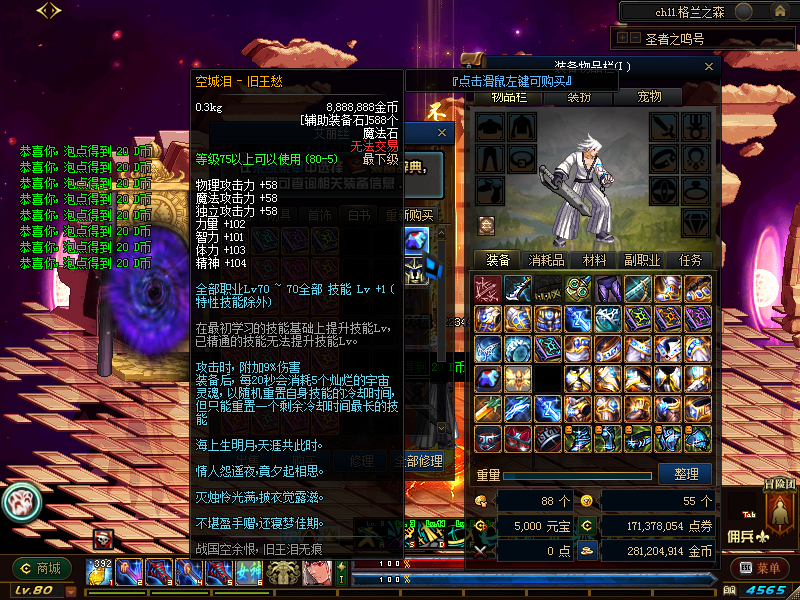 ch11.格兰之森
圣者之鸣号
装备物品栏(I)
『点击滑鼠左键可购买』
物品栏 装扮 宠物
空城泪 - 旧王愁
0.3kg 8,888,888金币
[辅助装备石]588个
魔法石
无法交易
等级75以上可以使用 (80-5) 最下级
物理攻击力 +58
魔法攻击力 +58
独立攻击力 +58
力量 +102
智力 +101
体力 +103
精神 +104
全部职业Lv70 ~ 70全部 技能 Lv +1 (
特性技能除外)
在最初学习的技能基础上提升技能Lv,
已精通的技能无法提升技能Lv。
攻击时, 附加9%伤害
装备后, 每20秒会消耗5个灿烂的宇宙
灵魂, 以随机重置自身技能的冷却时间,
但只能重置一个剩余冷却时间最长的技
能
海上生明月,天涯共此时。
情人怨遥夜,竟夕起相思。
灭烛怜光满,披衣觉露滋。
不堪盈手赠,还寝梦佳期。
战国空余恨, 旧王泪无痕
恭喜你, 泡点得到 20 D币
恭喜你, 泡点得到 20 D币
恭喜你, 泡点得到 20 D币
恭喜你, 泡点得到 20 D币
恭喜你, 泡点得到 20 D币
恭喜你, 泡点得到 20 D币
恭喜你, 泡点得到 20 D币
恭喜你, 泡点得到 20 D币
购买
全部修理
装备 消耗品 材料 副职业 任务
重量 整理
88 个 55 个
5,000 元宝 171,378,054 点券
0 点 281,204,914 金币
冒险团
Tab
佣兵
商城
392
100%
100%
ESC 菜单
Lv.80
4565